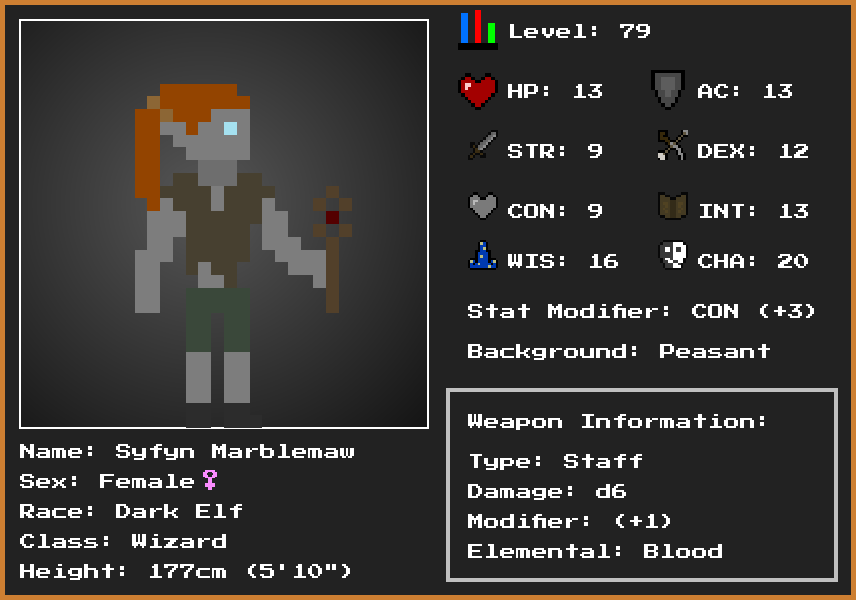 Level: 79
HP: 13
AC: 13
STR: 9
DEX: 12
CON: 9
INT: 13
WIS: 16
CHA: 20
Stat Modifier: CON (+3)
Background: Peasant
Weapon Information:
Type: Staff
Damage: d6
Modifier: (+1)
Elemental: Blood
Name: Syfyn Marblemaw
Sex: Female♀
Race: Dark Elf
Class: Wizard
Height: 177cm (5'10")